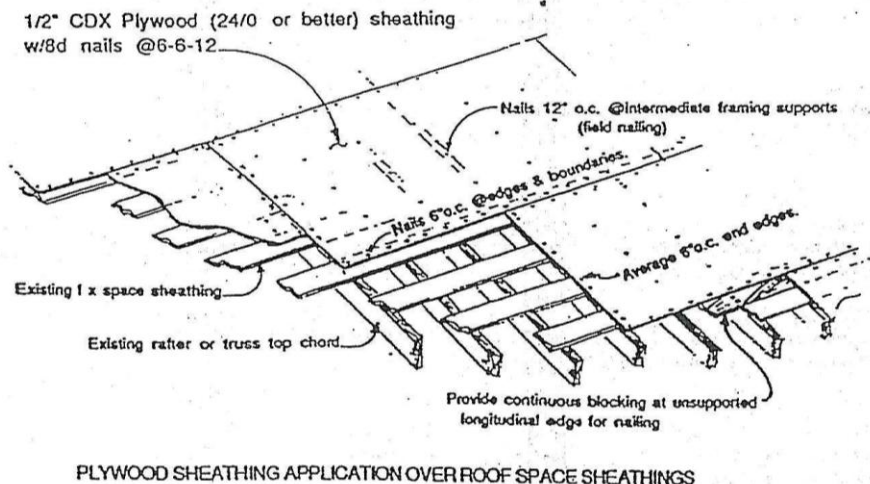 1/2" CDX Plywood (24/0 or better) sheathing
w/8d nails @6-6-12
Nails 12" o.c. @intermediate framing supports
(field nailing)
Nails 6"o.c. @edges & boundaries.
Average 6"o.c. end edges.
Existing 1 x space sheathing
Existing rafter or truss top chord
Provide continuous blocking at unsupported
longitudinal edge for nailing
PLYWOOD SHEATHING APPLICATION OVER ROOF SPACE SHEATHINGS